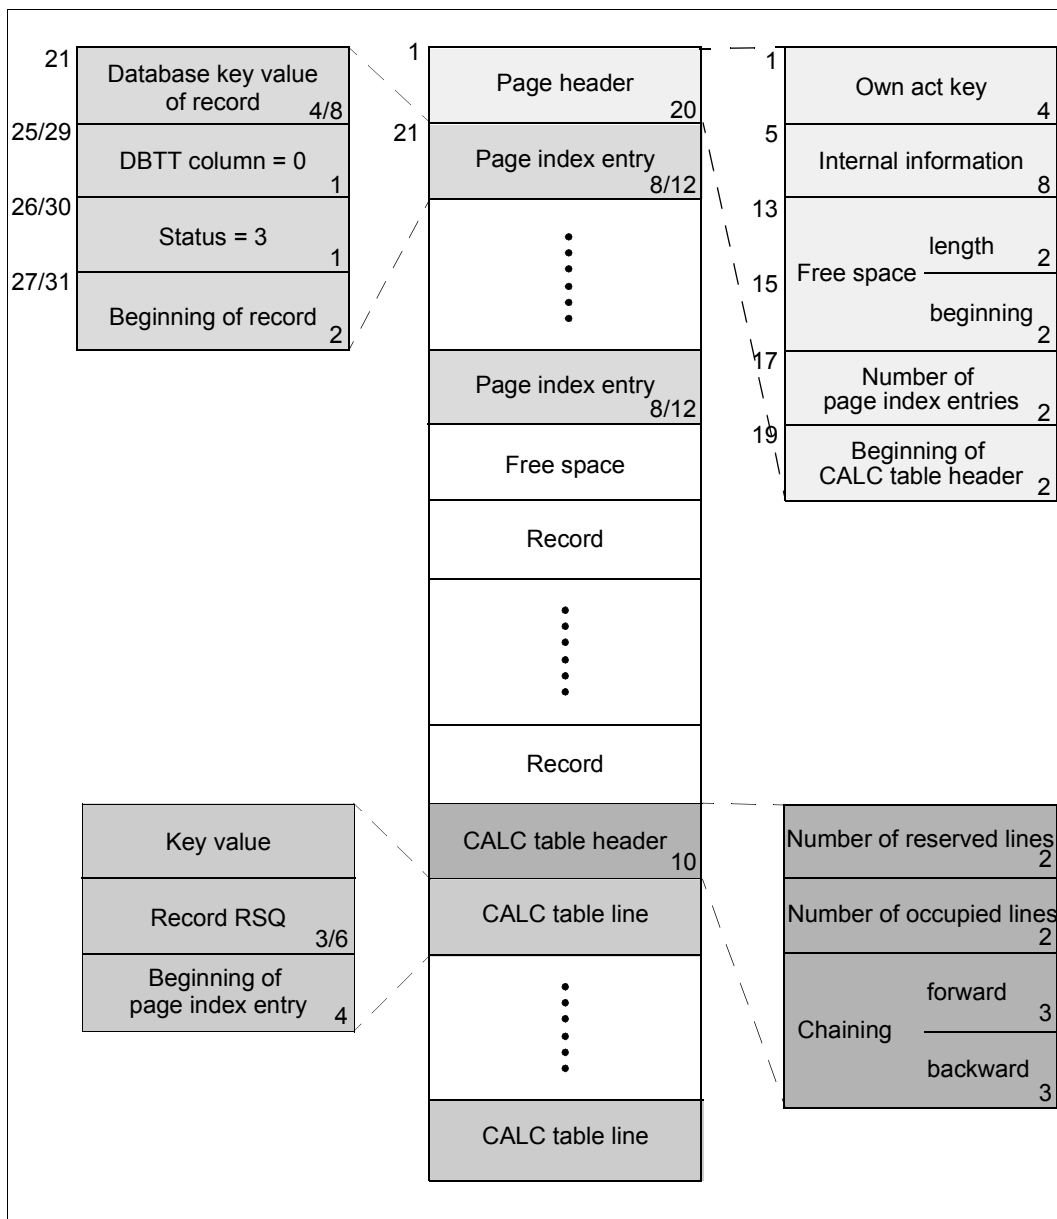 21
Database key value
of record
4/8
25/29
DBTT column = 0
1
26/30
Status = 3
1
27/31
Beginning of record
2
1
Page header
20
21
Page index entry
8/12
Page index entry
8/12
Free space
Record
Record
CALC table header
10
CALC table line
CALC table line
1
Own act key
4
5
Internal information
8
13
Free space
length
2
15
beginning
2
17
Number of
page index entries
2
19
Beginning of
CALC table header
2
Key value
Record RSQ
3/6
Beginning of
page index entry
4
Number of reserved lines
2
Number of occupied lines
2
Chaining
forward
3
backward
3